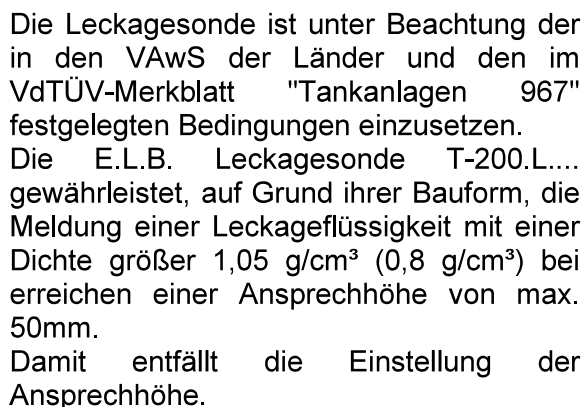 Die Leckagesonde ist unter Beachtung der
in den VAwS der Länder und den im
VdTÜV-Merkblatt "Tankanlagen 967"
festgelegten Bedingungen einzusetzen.
Die E.L.B. Leckagesonde T-200.L....
gewährleistet, auf Grund ihrer Bauform, die
Meldung einer Leckageflüssigkeit mit einer
Dichte größer 1,05 g/cm³ (0,8 g/cm³) bei
erreichen einer Ansprechhöhe von max.
50mm.
Damit entfällt die Einstellung der
Ansprechhöhe.